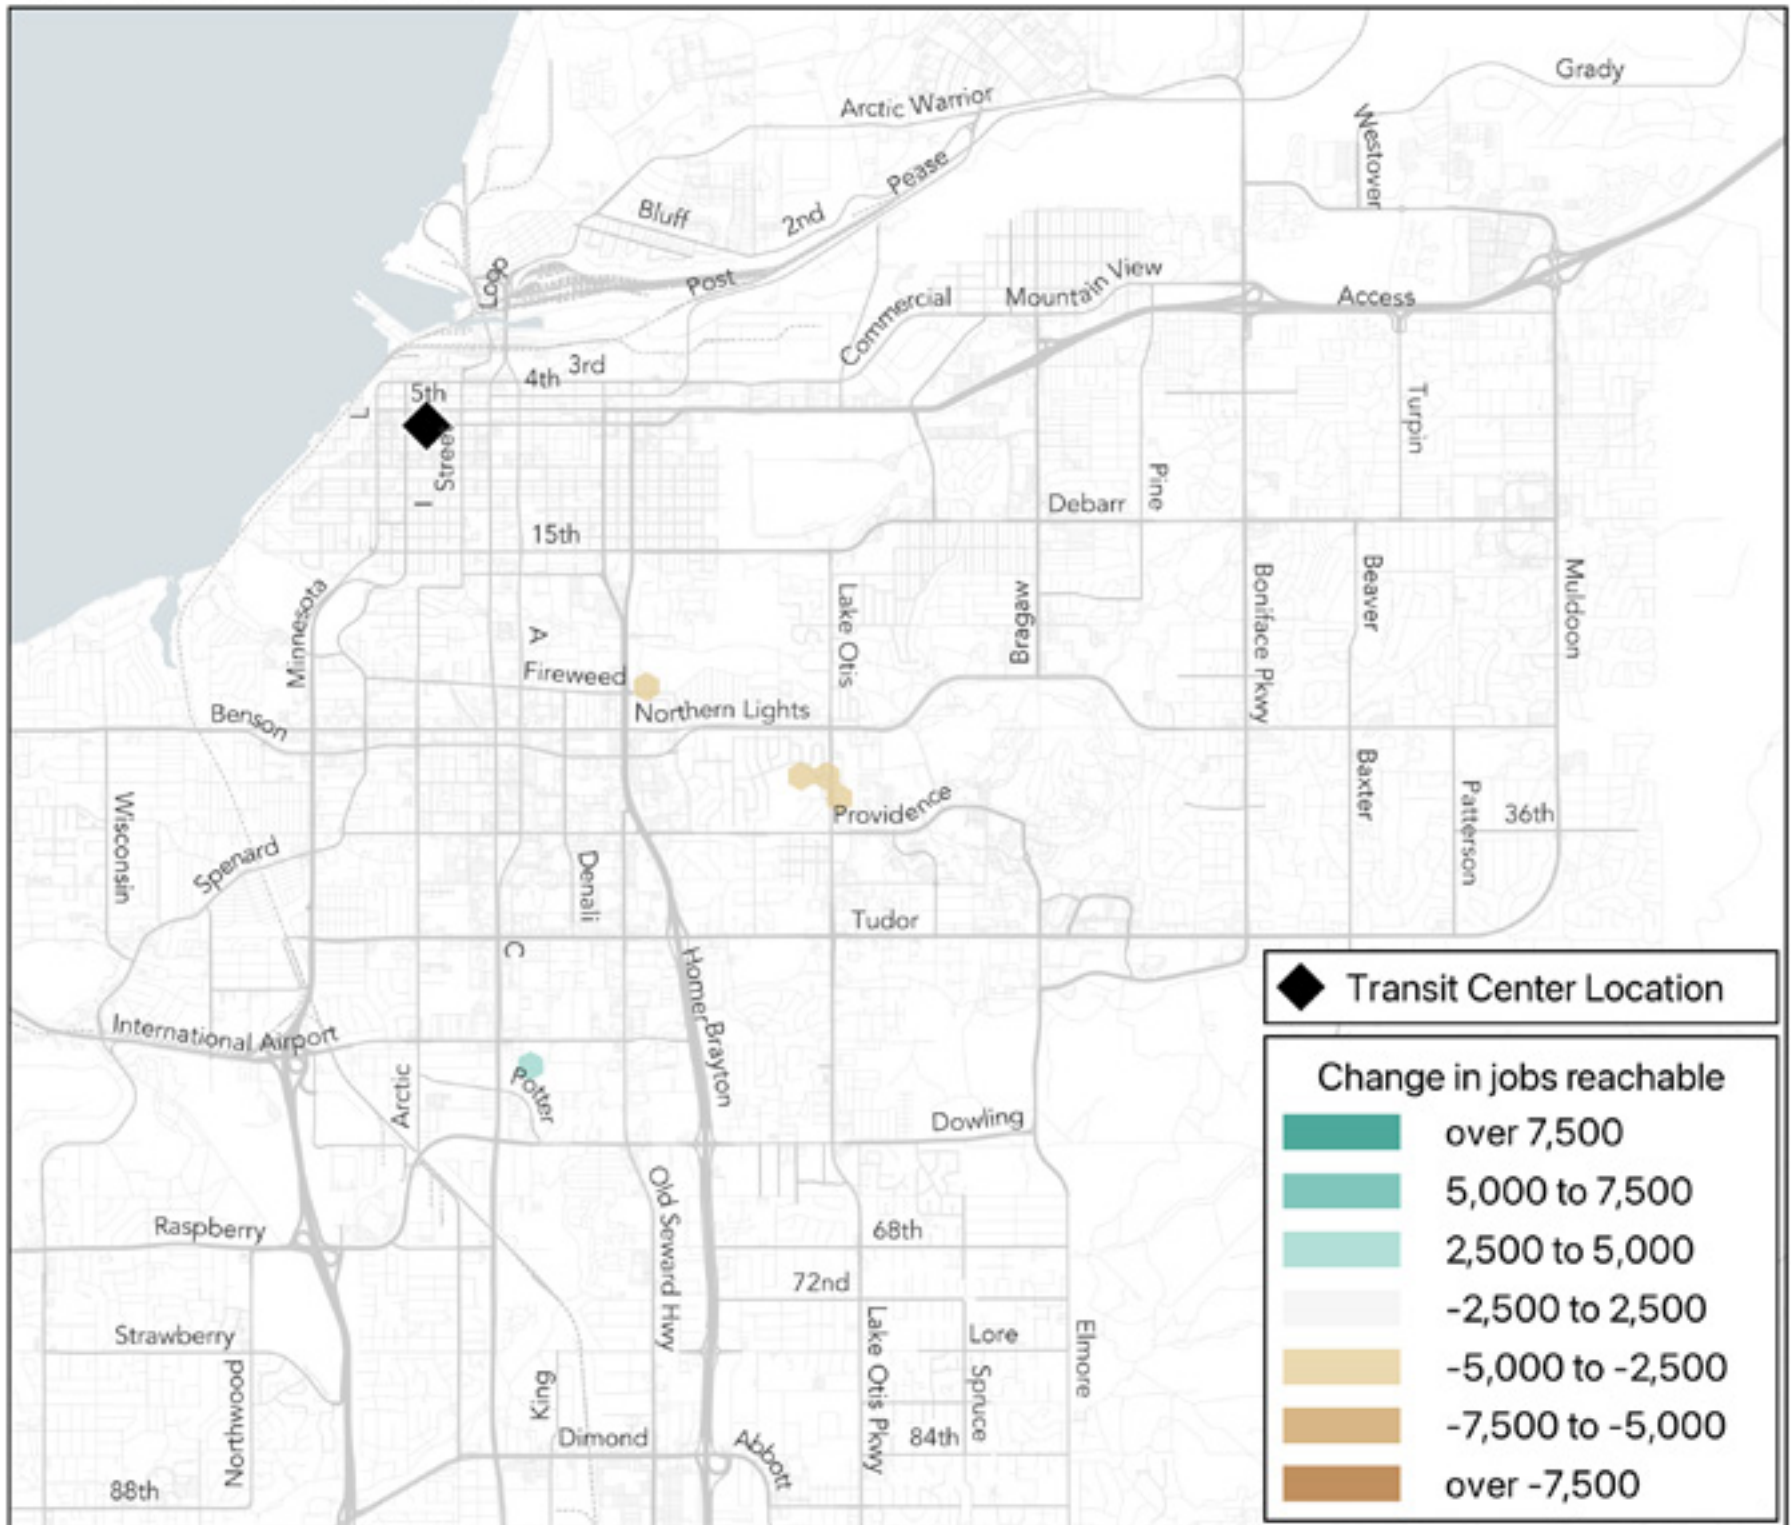 Grady
Arctic Warrior
Westover
Pease
Bluff
2nd
Loop
Post
Mountain View
Commercial
Access
3rd
4th
5th
L
Street
I
Turpin
Pine
Debarr
15th
Minnesota
A
Lake Otis
Bragaw
Boniface Pkwy
Beaver
Muldoon
Fireweed
Northern Lights
Benson
Wisconsin
Spenard
Denali
Providence
Baxter
Patterson
36th
Tudor
C
Homer
Brayton
International Airport
Arctic
Potter
Dowling
Old Seward Hwy
Raspberry
68th
72nd
Strawberry
Northwood
King
Lake Otis Pkwy
Lore
Spruce
Elmore
Dimond
Abbott
84th
88th
Transit Center Location
Change in jobs reachable
over 7,500
5,000 to 7,500
2,500 to 5,000
-2,500 to 2,500
-5,000 to -2,500
-7,500 to -5,000
over -7,500